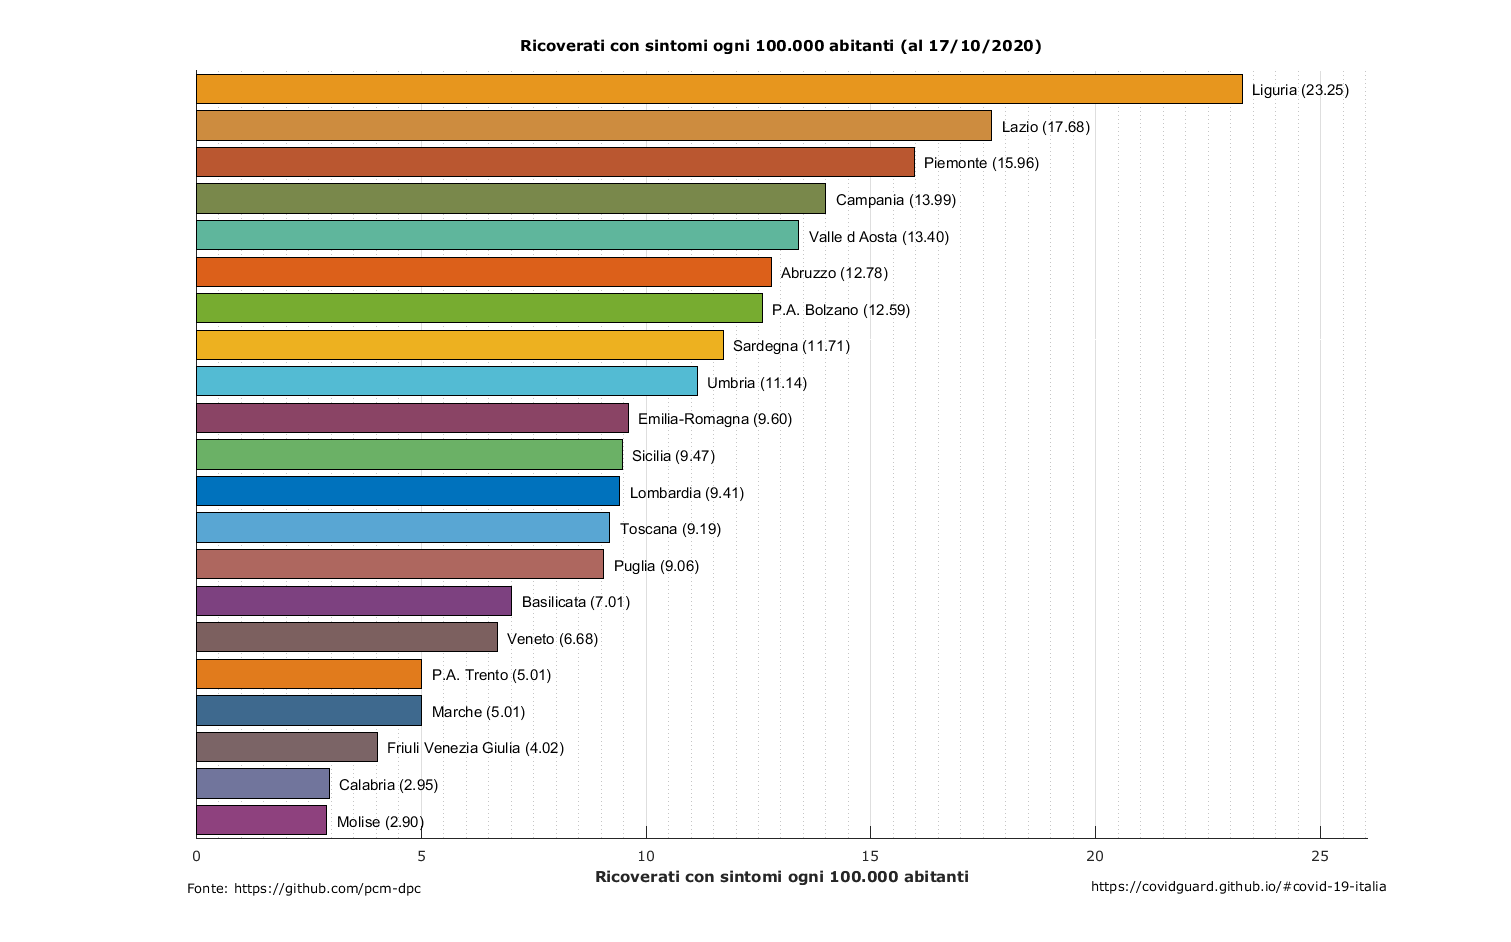 Ricoverati con sintomi ogni 100.000 abitanti (al 17/10/2020)
Liguria (23.25)
Lazio (17.68)
Piemonte (15.96)
Campania (13.99)
Valle d Aosta (13.40)
Abruzzo (12.78)
P.A. Bolzano (12.59)
Sardegna (11.71)
Umbria (11.14)
Emilia-Romagna (9.60)
Sicilia (9.47)
Lombardia (9.41)
Toscana (9.19)
Puglia (9.06)
Basilicata (7.01)
Veneto (6.68)
P.A. Trento (5.01)
Marche (5.01)
Friuli Venezia Giulia (4.02)
Calabria (2.95)
Molise (2.90)
0 5 10 15 20 25
Ricoverati con sintomi ogni 100.000 abitanti
Fonte: https://github.com/pcm-dpc
https://covidguard.github.io/#covid-19-italia